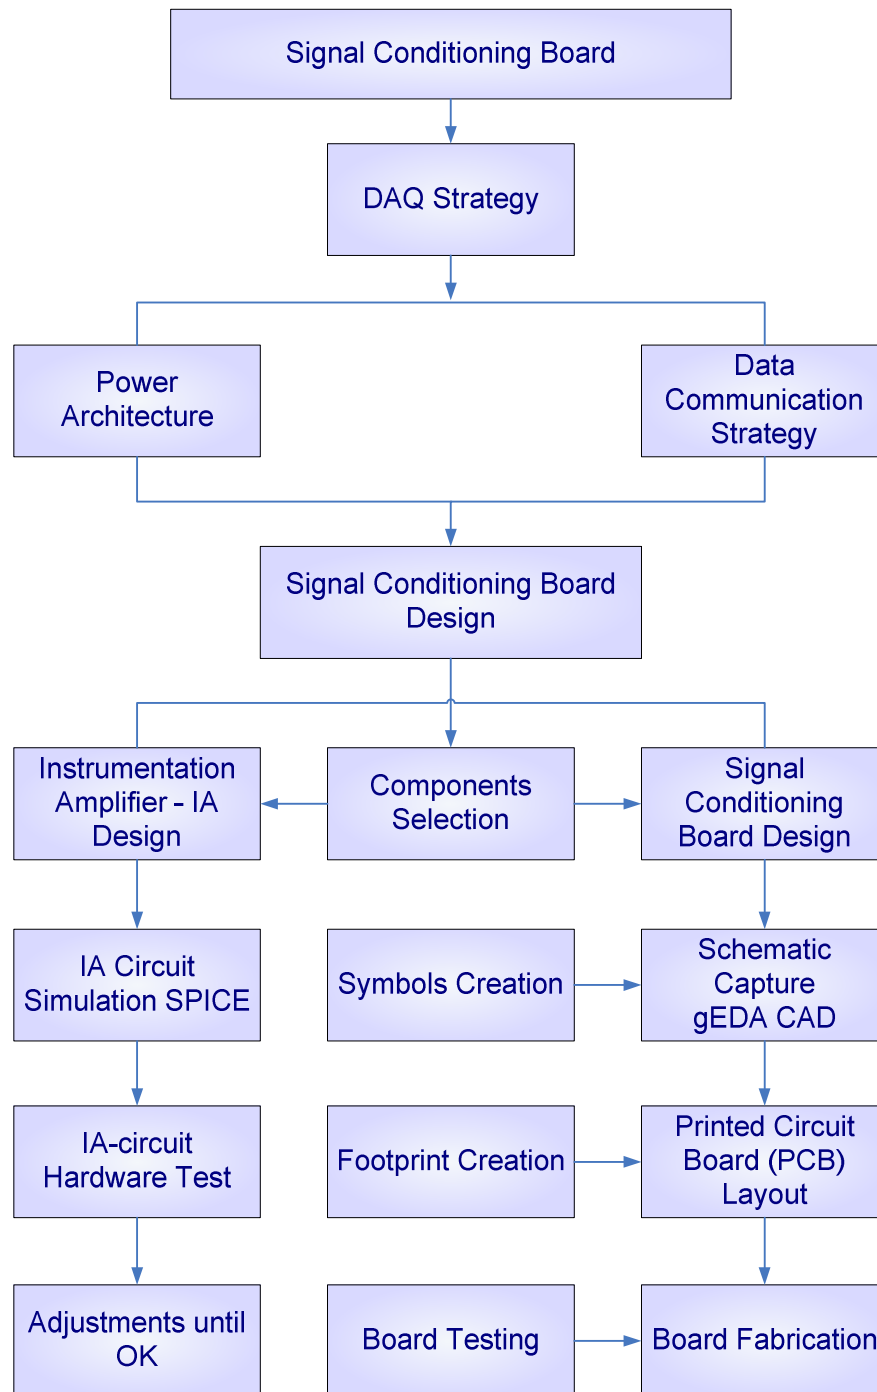 Signal Conditioning Board
DAQ Strategy
Power
Architecture
Data
Communication
Strategy
Signal Conditioning Board
Design
Instrumentation
Amplifier - IA
Design
Components
Selection
Signal
Conditioning
Board Design
IA Circuit
Simulation SPICE
Symbols Creation
Schematic
Capture
gEDA CAD
IA-circuit
Hardware Test
Footprint Creation
Printed Circuit
Board (PCB)
Layout
Adjustments until
OK
Board Testing
Board Fabrication